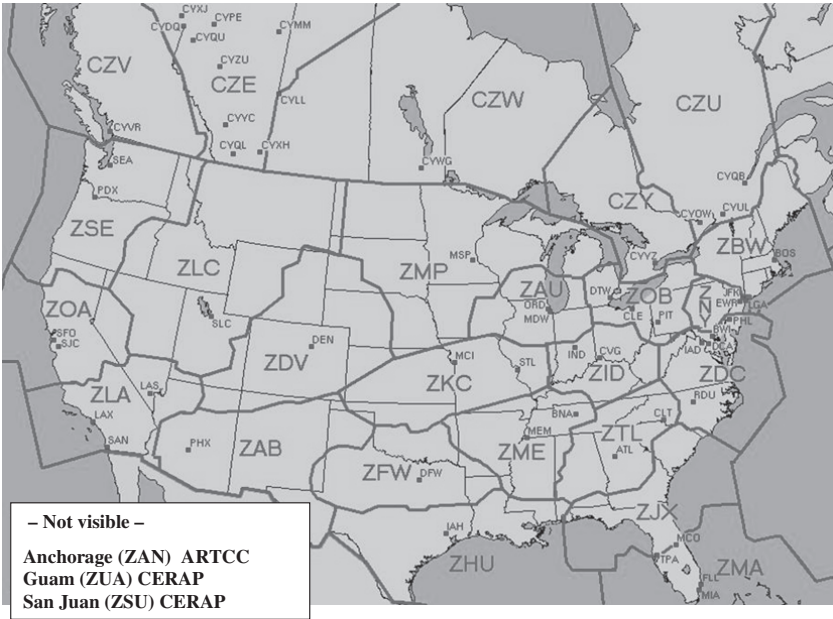 CYXJ
CYPE
CYDQ
CYMM
CYQU
CZV
CYZU
CZE
CYLL
CZW
CZU
CYYC
CYVR
CYQL
CYXH
CYWG
SEA
CYQB
PDX
CZY
CYOW
CYUL
ZSE
ZBW
MSP
CYYZ
BOS
ZLC
ZMP
ZAU
DTW
ZOB
ZNY
JFK
ZOA
ORD
EWR
LGA
MDW
CLE
PIT
PHL
SLC
SFO
DEN
BWI
SJC
IND
CVG
IAD
DCA
ZDV
MCI
STL
ZID
ZDC
ZLA
LAS
ZKC
RDU
LAX
BNA
CLT
SAN
PHX
ZAB
MEM
ZME
ZTL
ATL
ZFW
DFW
ZJX
IAH
MCO
TPA
ZHU
ZMA
FLL
MIA
– Not visible –
Anchorage (ZAN) ARTCC
Guam (ZUA) CERAP
San Juan (ZSU) CERAP